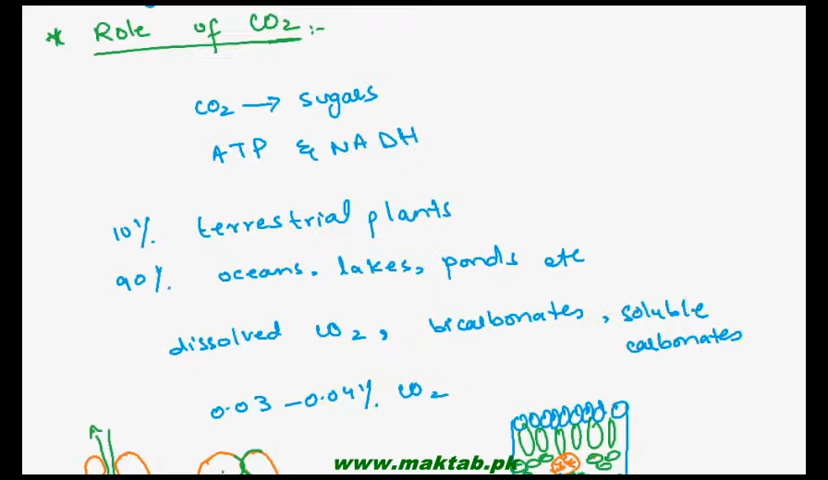 * Role of CO2 :-
CO2 → sugars
ATP & NADH
10% terrestrial plants
90% oceans, lakes, ponds etc
dissolved CO2, bicarbonates, soluble
carbonates
0.03 – 0.04% CO2
www.maktab.pk